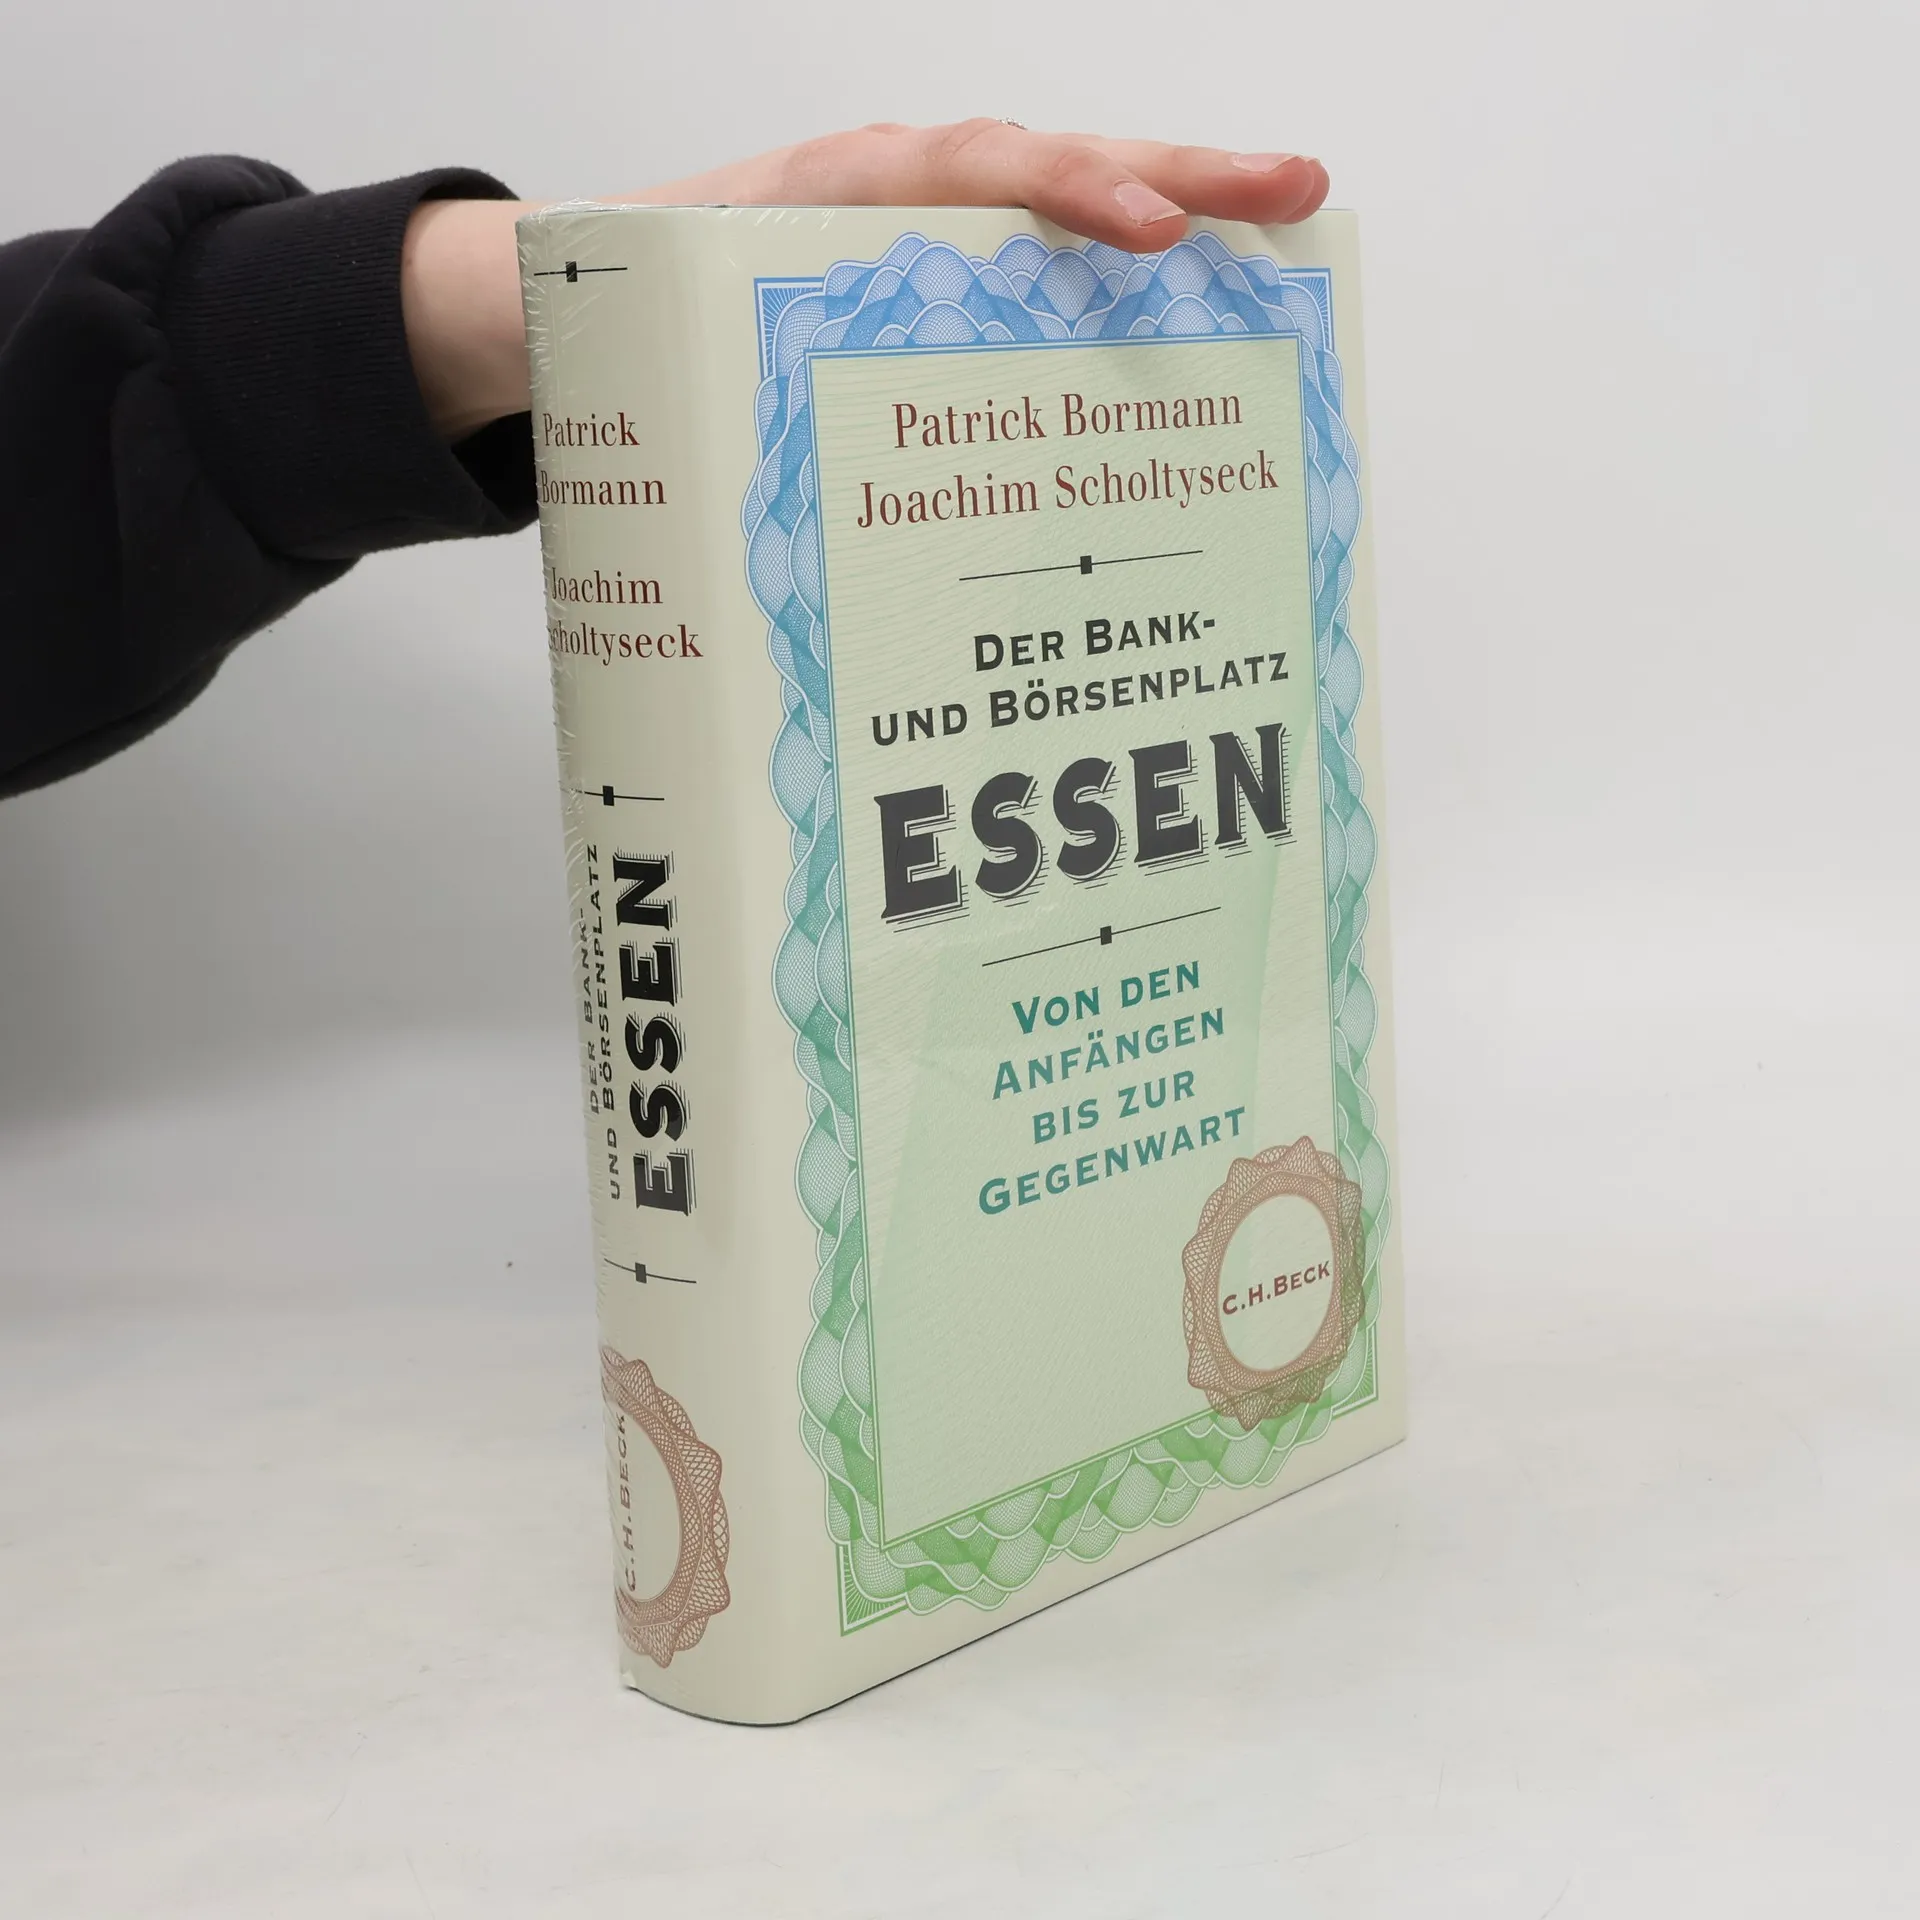 Patrick
Bormann
Joachim
Scholtyseck
DER BANK-
UND BÖRSENPLATZ
ESSEN
C.H.BECK
Patrick Bormann
Joachim Scholtyseck
DER BANK-
UND BÖRSENPLATZ
ESSEN
VON DEN
ANFÄNGEN
BIS ZUR
GEGENWART
C.H.BECK